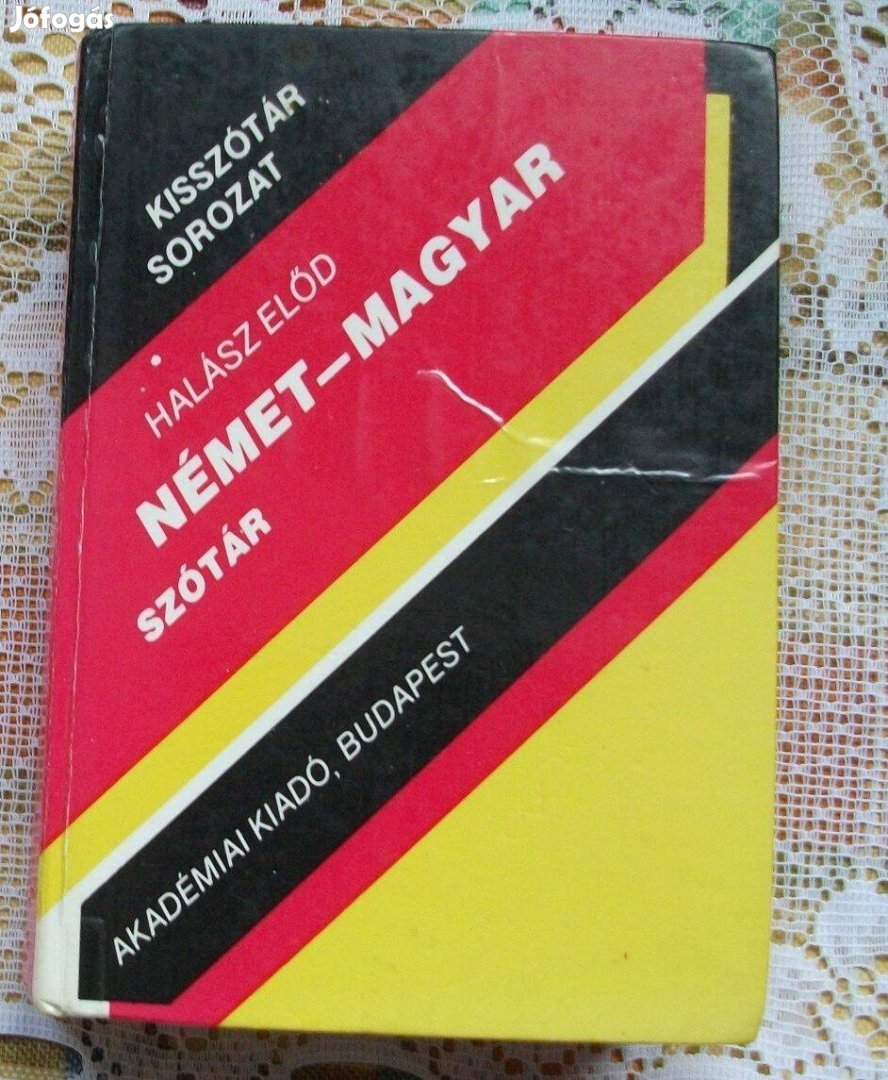 Jófogás
KISSZÓTÁR
SOROZAT
HALÁSZ ELŐD
NÉMET–MAGYAR
SZÓTÁR
AKADÉMIAI KIADÓ, BUDAPEST